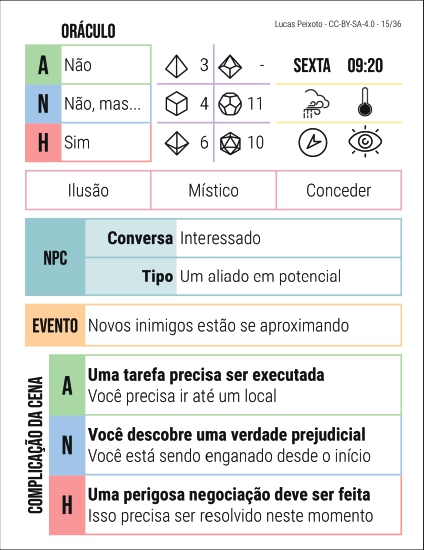 Lucas Peixoto - CC-BY-SA-4.0 - 15/36
ORÁCULO
A Não
N Não, mas...
H Sim
3 -
4 11
6 10
SEXTA 09:20
Ilusão Místico Conceder
NPC
Conversa Interessado
Tipo Um aliado em potencial
EVENTO Novos inimigos estão se aproximando
COMPLICAÇÃO DA CENA
A
Uma tarefa precisa ser executada
Você precisa ir até um local
N
Você descobre uma verdade prejudicial
Você está sendo enganado desde o início
H
Uma perigosa negociação deve ser feita
Isso precisa ser resolvido neste momento